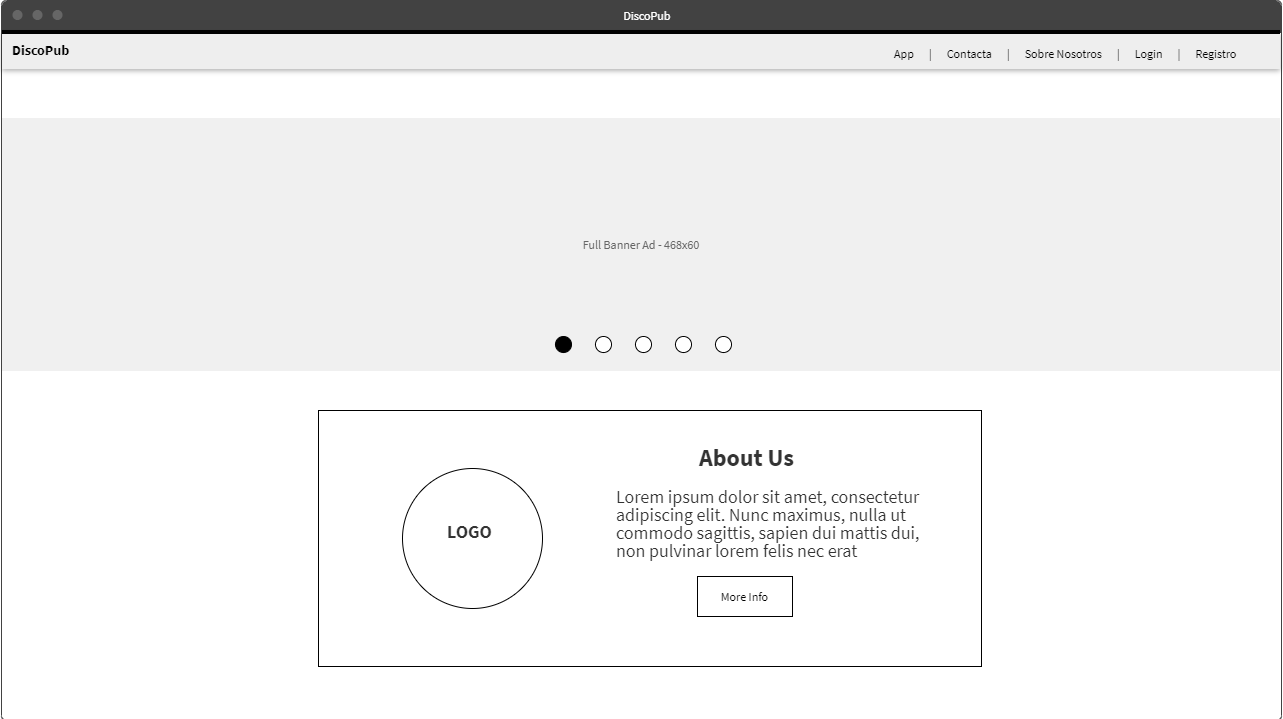 DiscoPub
DiscoPub
App | Contacta | Sobre Nosotros | Login | Registro
Full Banner Ad - 468x60
LOGO
About Us
Lorem ipsum dolor sit amet, consectetur
adipiscing elit. Nunc maximus, nulla ut
commodo sagittis, sapien dui mattis dui,
non pulvinar lorem felis nec erat
More Info